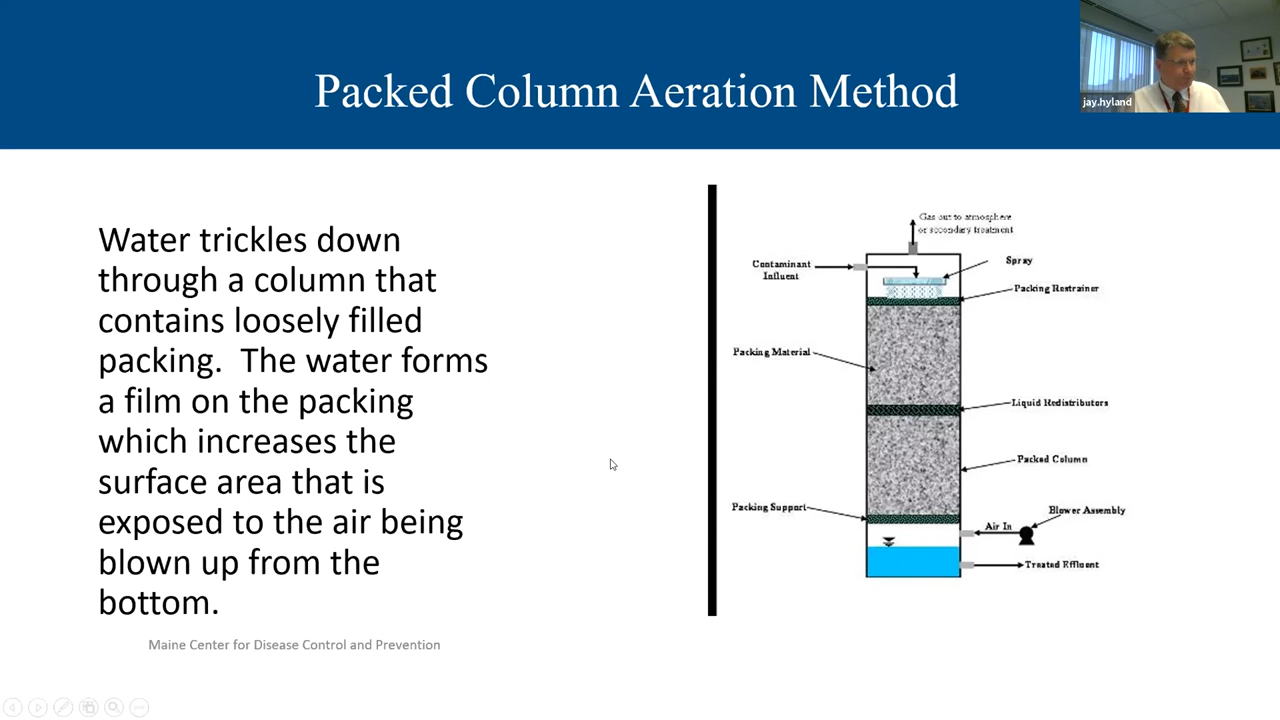 Packed Column Aeration Method
jay.hyland
Water trickles down
through a column that
contains loosely filled
packing.  The water forms
a film on the packing
which increases the
surface area that is
exposed to the air being
blown up from the
bottom.
Gas out to atmosphere
or secondary treatment
Contaminant
Influent
Spray
Packing Restrainer
Packing Material
Liquid Redistributors
Packed Column
Packing Support
Blower Assembly
Air In
Treated Effluent
Maine Center for Disease Control and Prevention